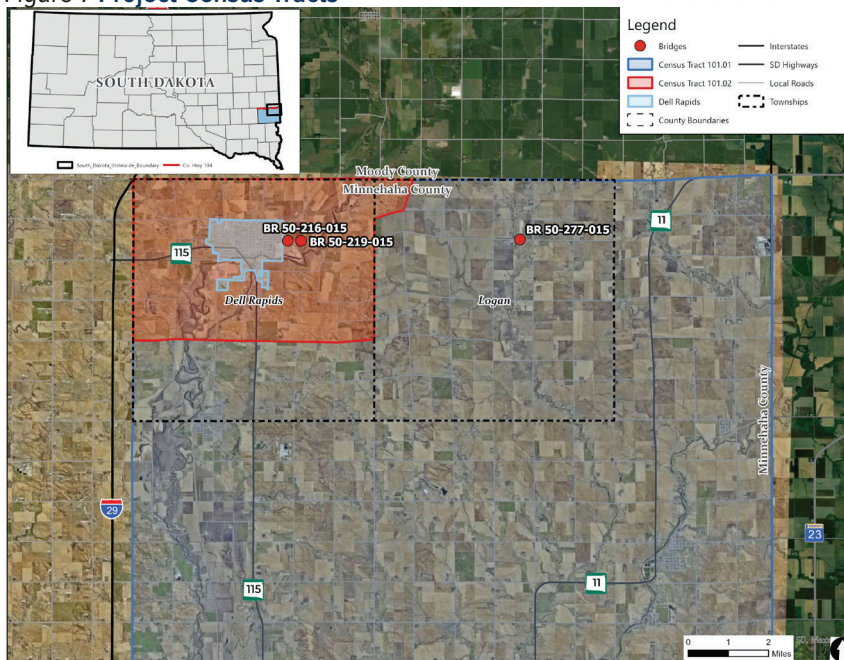 Figure 7 Project Census Tracts
SOUTH DAKOTA
South_Dakota_Statewide_Boundary
Co. Hwy 104
Legend
Bridges
Census Tract 101.01
Census Tract 101.02
Dell Rapids
County Boundaries
Interstates
SD Highways
Local Roads
Townships
Moody County
Minnehaha County
11
BR 50-216-015
BR 50-219-015
BR 50-277-015
115
Dell Rapids
Logan
Minnehaha County
29
23
115
11
0 1 2
Miles